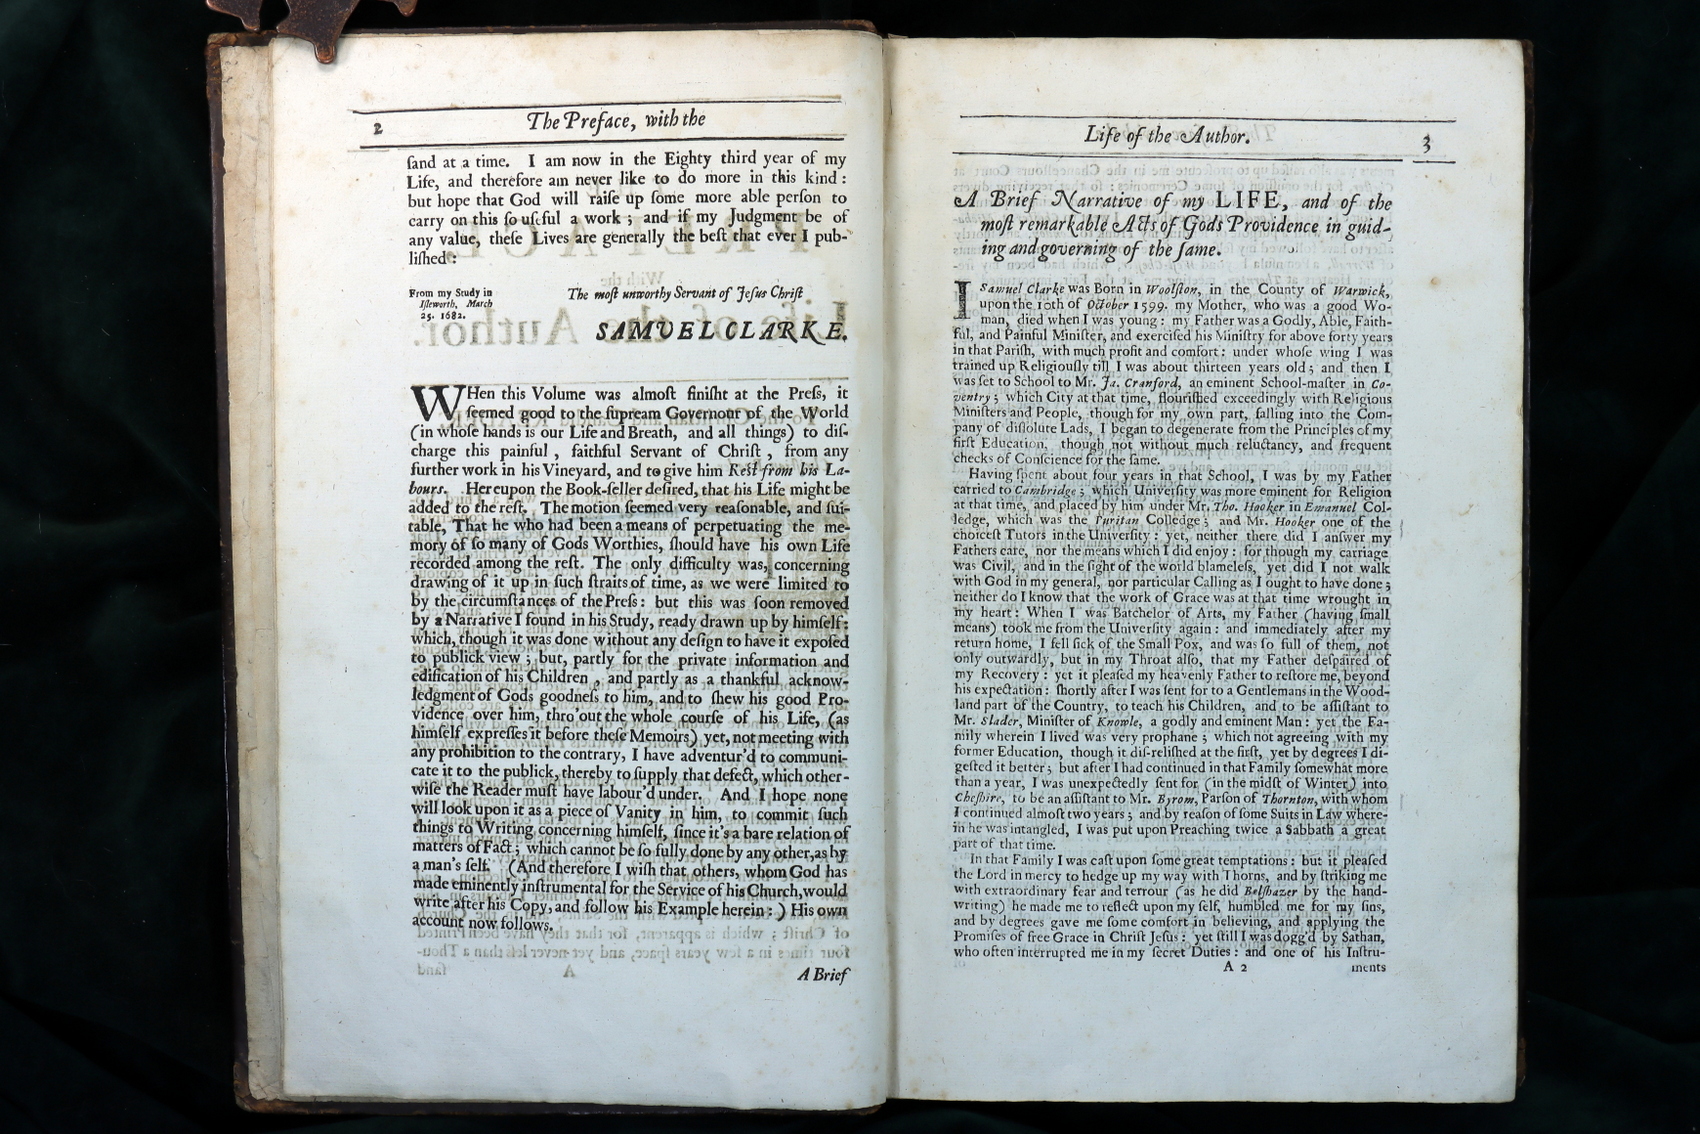 2
The Preface, with the
ſand at a time. I am now in the Eighty third year of my
Life, and therefore am never like to do more in this kind :
but hope that God will raiſe up ſome more able perſon to
carry on this ſo uſeful a work ; and if my Judgment be of
any value, theſe Lives are generally the beſt that ever I pub-
liſhed :
From my Study in
Iſleworth, March
25. 1682.
The moſt unworthy Servant of Jeſus Chriſt
SAMUEL CLARKE.
WHen this Volume was almoſt finiſht at the Preſs, it
ſeemed good to the ſupream Governour of the World
(in whoſe hands is our Life and Breath, and all things) to diſ-
charge this painful , faithful Servant of Chriſt , from any
further work in his Vineyard, and to give him Reſt from his La-
bours. Hereupon the Book-ſeller deſired, that his Life might be
added to the reſt. The motion ſeemed very reaſonable, and ſui-
table, That he who had been a means of perpetuating the me-
mory of ſo many of Gods Worthies, ſhould have his own Life
recorded among the reſt. The only difficulty was, concerning
drawing of it up in ſuch ſtraits of time, as we were limited to
by the circumſtances of the Preſs : but this was ſoon removed
by a Narrative I found in his Study, ready drawn up by himſelf :
which, though it was done without any deſign to have it expoſed
to publick view ; but, partly for the private information and
edification of his Children , and partly as a thankful acknow-
ledgment of Gods goodneſs to him, and to ſhew his good Pro-
vidence over him, thro'out the whole courſe of his Life, (as
himſelf expreſſes it before theſe Memoirs) yet, not meeting with
any prohibition to the contrary, I have adventur'd to communi-
cate it to the publick, thereby to ſupply that defect, which other-
wiſe the Reader muſt have labour'd under. And I hope none
will look upon it as a piece of Vanity in him, to commit ſuch
things to Writing concerning himſelf, ſince it's a bare relation of
matters of Fact ; which cannot be ſo fully done by any other, as by
a man's ſelf. (And therefore I wiſh that others, whom God has
made eminently inſtrumental for the Service of his Church, would
write after his Copy, and follow his Example herein : ) His own
account now follows.
A Brief
Life of the Author.
3
A Brief Narrative of my LIFE, and of the
moſt remarkable Acts of Gods Providence in guid-
ing and governing of the ſame.
I Samuel Clarke was Born in Woolſton, in the County of Warwick,
upon the 10th of October 1599. my Mother, who was a good Wo-
man, died when I was young : my Father was a Godly, Able, Faith-
ful, and Painful Miniſter, and exerciſed his Miniſtry for above forty years
in that Pariſh, with much profit and comfort : under whoſe wing I was
trained up Religiouſly till I was about thirteen years old ; and then I
was ſet to School to Mr. Ja. Cranford, an eminent School-maſter in Co-
ventry ; which City at that time, flouriſhed exceedingly with Religious
Miniſters and People, though for my own part, falling into the Com-
pany of diſſolute Lads, I began to degenerate from the Principles of my
firſt Education, though not without much reluctancy, and frequent
checks of Conſcience for the ſame.
Having ſpent about four years in that School, I was by my Father
carried to Cambridge ; which Univerſity was more eminent for Religion
at that time, and placed by him under Mr. Tho. Hooker in Emanuel Col-
ledge, which was the Puritan Colledge ; and Mr. Hooker one of the
choiceſt Tutors in the Univerſity : yet, neither there did I anſwer my
Fathers care, nor the means which I did enjoy : for though my carriage
was Civil, and in the ſight of the world blameleſs, yet did I not walk
with God in my general, nor particular Calling as I ought to have done ;
neither do I know that the work of Grace was at that time wrought in
my heart : When I was Batchelor of Arts, my Father (having ſmall
means) took me from the Univerſity again : and immediately after my
return home, I fell ſick of the Small Pox, and was ſo full of them, not
only outwardly, but in my Throat alſo, that my Father deſpaired of
my Recovery : yet it pleaſed my heavenly Father to reſtore me, beyond
his expectation : ſhortly after I was ſent for to a Gentlemans in the Wood-
land part of the Country, to teach his Children, and to be aſſiſtant to
Mr. Slader, Miniſter of Knowle, a godly and eminent Man : yet the Fa-
mily wherein I lived was very prophane ; which not agreeing with my
former Education, though it diſ-reliſhed at the firſt, yet by degrees I di-
geſted it better ; but after I had continued in that Family ſomewhat more
than a year, I was unexpectedly ſent for (in the midſt of Winter) into
Cheſhire, to be an aſſiſtant to Mr. Byrom, Parſon of Thornton, with whom
I continued almoſt two years ; and by reaſon of ſome Suits in Law where-
in he was intangled, I was put upon Preaching twice a Sabbath a great
part of that time.
In that Family I was caſt upon ſome great temptations : but it pleaſed
the Lord in mercy to hedge up my way with Thorns, and by ſtriking me
with extraordinary fear and terrour (as he did Belſhazer by the hand-
writing) he made me to reflect upon my ſelf, humbled me for my ſins,
and by degrees gave me ſome comfort in believing, and applying the
Promiſes of free Grace in Chriſt Jeſus : yet ſtill I was dogg'd by Sathan,
who often interrupted me in my ſecret Duties : and one of his Inſtru-
A 2
ments